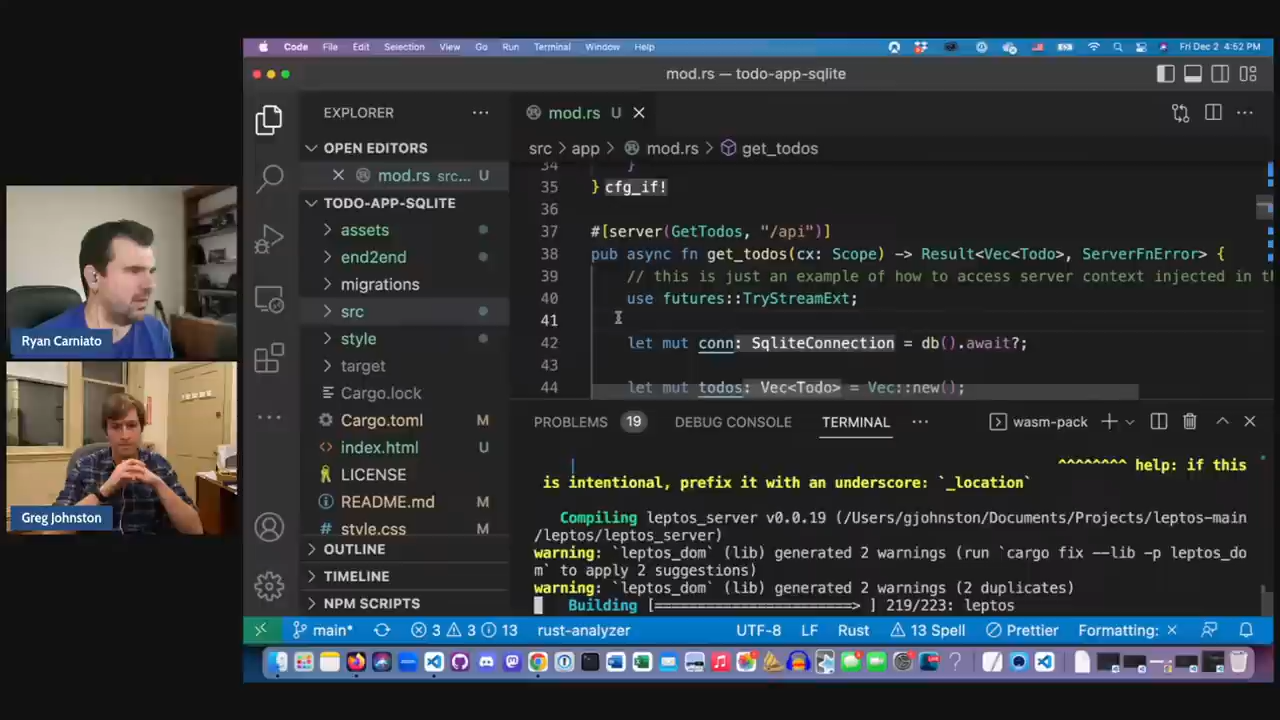 Code File Edit Selection View Go Run Terminal Window Help Fri Dec 2 4:52 PM
mod.rs — todo-app-sqlite
EXPLORER
OPEN EDITORS
mod.rs src... U
TODO-APP-SQLITE
assets
end2end
migrations
src
style
target
Cargo.lock
Cargo.toml M
index.html U
LICENSE
README.md M
style.css M
OUTLINE
TIMELINE
NPM SCRIPTS
mod.rs U
src > app > mod.rs > get_todos
34 }
35 } cfg_if!
36
37 #[server(GetTodos, "/api")]
38 pub async fn get_todos(cx: Scope) -> Result<Vec<Todo>, ServerFnError> {
39 // this is just an example of how to access server context injected in th
40 use futures::TryStreamExt;
41
42 let mut conn: SqliteConnection = db().await?;
43
44 let mut todos: Vec<Todo> = Vec::new();
PROBLEMS 19 DEBUG CONSOLE TERMINAL wasm-pack
| ^^^^^^^^ help: if this
is intentional, prefix it with an underscore: `_location`
Compiling leptos_server v0.0.19 (/Users/gjohnston/Documents/Projects/leptos-main
/leptos/leptos_server)
warning: `leptos_dom` (lib) generated 2 warnings (run `cargo fix --lib -p leptos_do
m` to apply 2 suggestions)
warning: `leptos_dom` (lib) generated 2 warnings (2 duplicates)
Building [=======================> ] 219/223: leptos
main* 3 3 13 rust-analyzer UTF-8 LF Rust 13 Spell Prettier Formatting: ×
Ryan Carniato
Greg Johnston